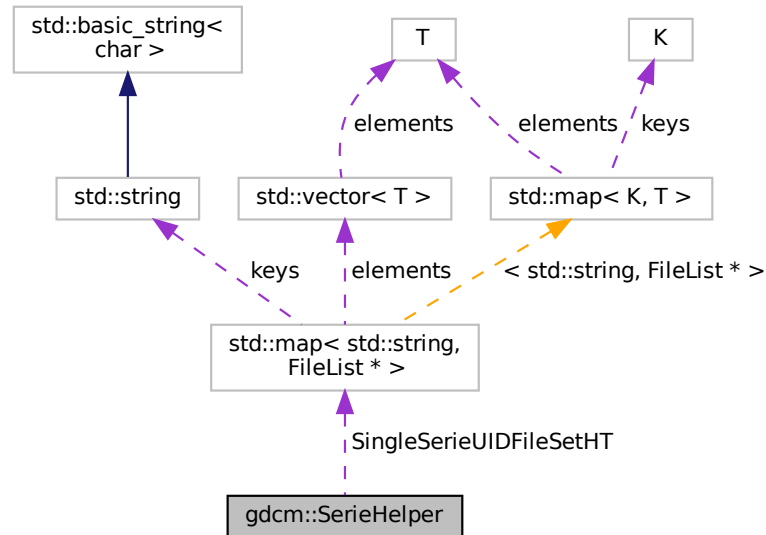 std::basic_string<
char >
T
K
elements
elements
keys
std::string
std::vector< T >
std::map< K, T >
keys
elements
< std::string, FileList * >
std::map< std::string,
FileList * >
SingleSerieUIDFileSetHT
gdcm::SerieHelper